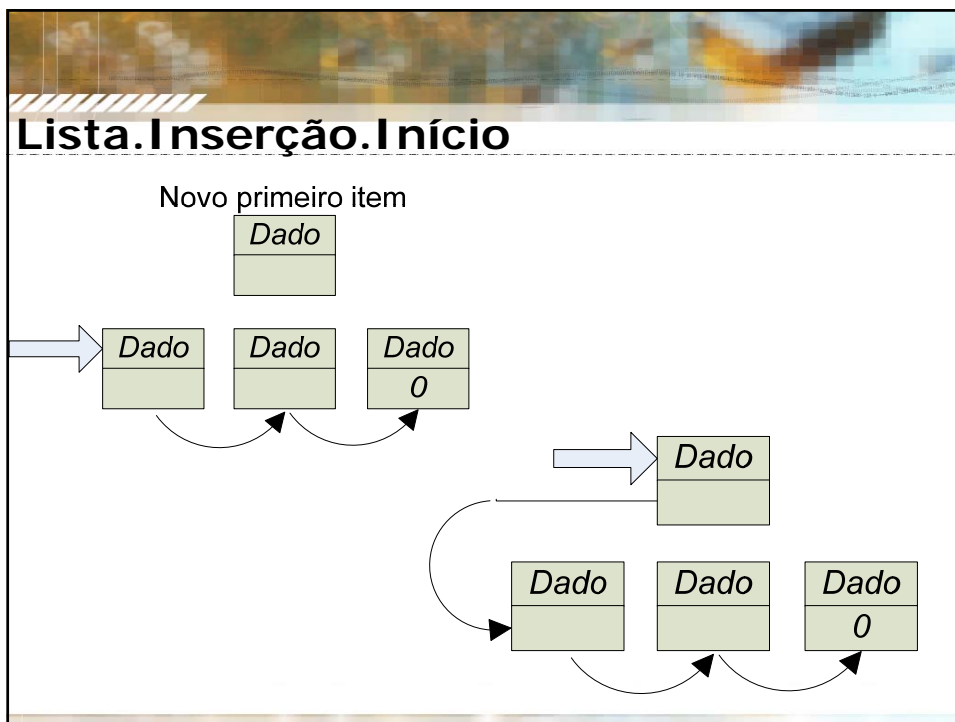 Lista.Inserção.Início
Novo primeiro item
Dado
Dado Dado Dado
0
Dado
Dado Dado Dado
0